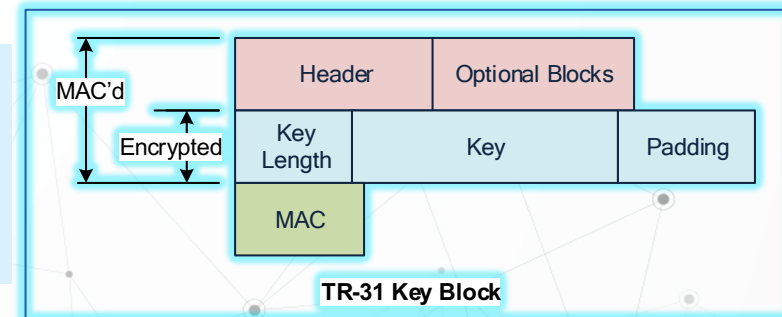 Header
Optional Blocks
MAC'd
Encrypted
Key
Length
Key
Padding
MAC
TR-31 Key Block